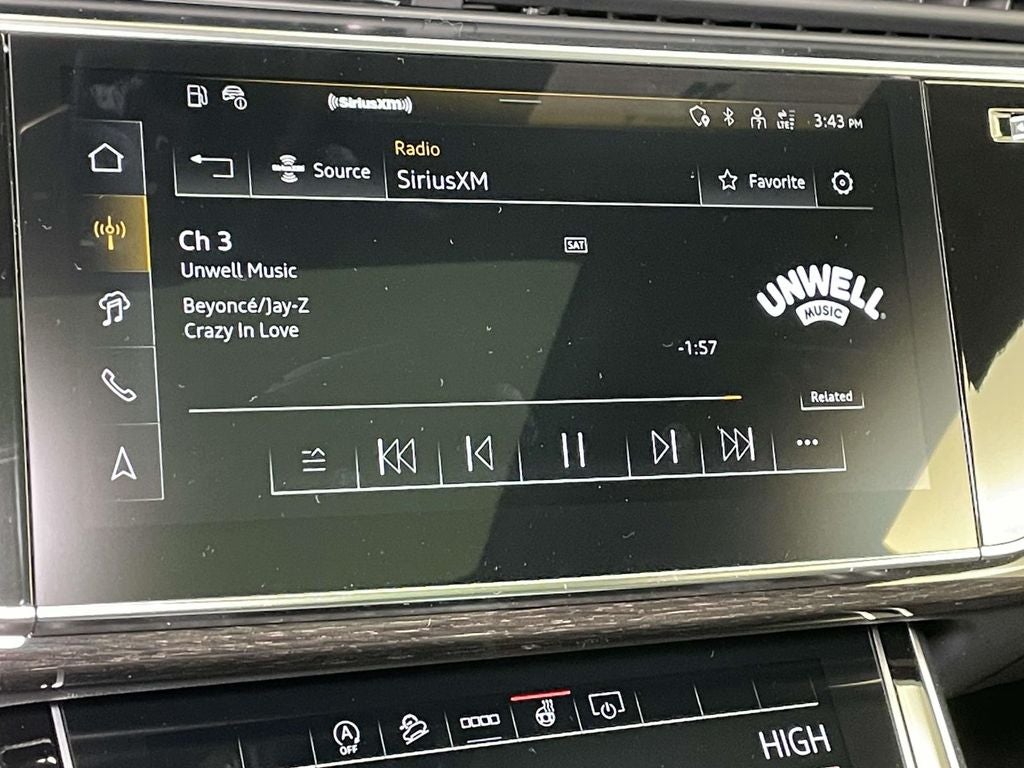 SiriusXM
LTE
3:43 PM
Source
Radio
SiriusXM
Favorite
Ch 3
SAT
Unwell Music
Beyoncé/Jay-Z
Crazy In Love
UNWELL
MUSIC
-1:57
Related
A
OFF
HIGH